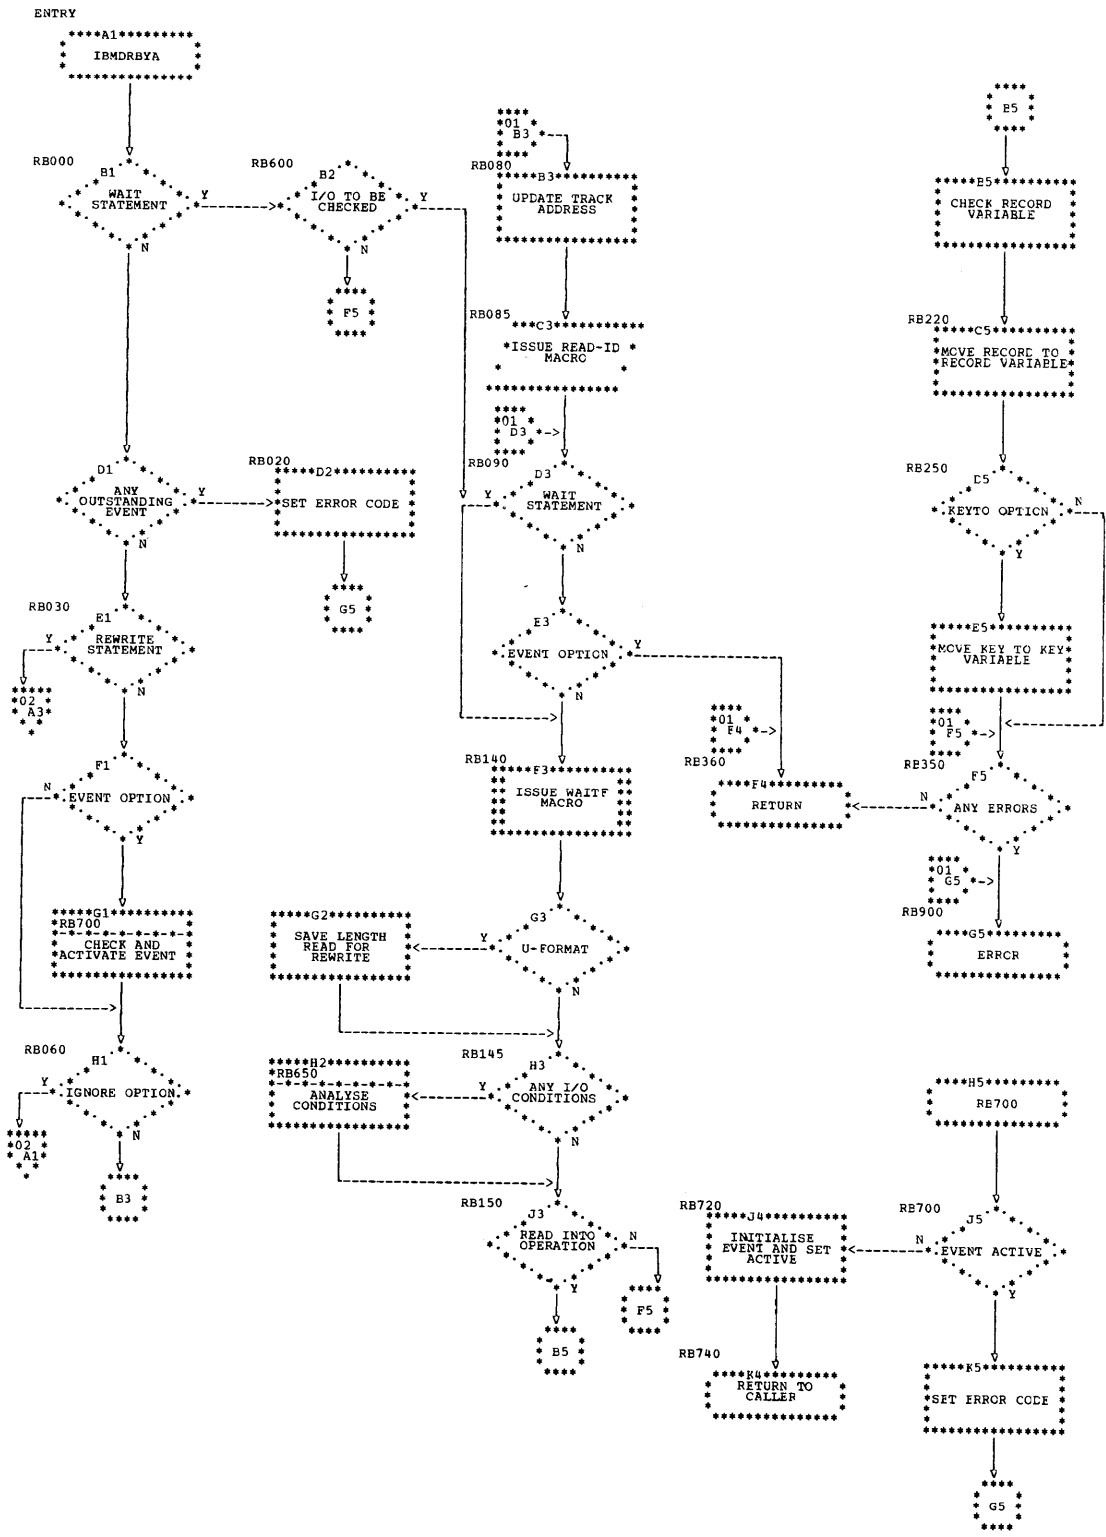 ENTRY
A1
IBMDRBYA
RB000
B1
WAIT
STATEMENT
Y
N
RB600
B2
I/O TO BE
CHECKED
Y
N
F5
D1
ANY
OUTSTANDING
EVENT
Y
N
RB020
D2
SET ERROR CODE
G5
RB030
E1
REWRITE
STATEMENT
Y
N
02
A3
F1
EVENT OPTION
N
Y
G1
RB700
CHECK AND
ACTIVATE EVENT
RB060
H1
IGNORE OPTION
Y
N
02
A1
B3
01
B3
RB080
B3
UPDATE TRACK
ADDRESS
RB085
C3
ISSUE READ-ID
MACRO
01
D3
RB090
D3
WAIT
STATEMENT
Y
N
E3
EVENT OPTION
Y
N
RB140
F3
ISSUE WAITF
MACRO
G3
U-FORMAT
Y
N
G2
SAVE LENGTH
READ FOR
REWRITE
RB145
H3
ANY I/O
CONDITIONS
Y
N
H2
RB650
ANALYSE
CONDITIONS
RB150
J3
READ INTO
OPERATION
N
Y
F5
B5
01
F4
RB360
F4
RETURN
B5
B5
CHECK RECORD
VARIABLE
RB220
C5
MOVE RECORD TO
RECORD VARIABLE
RB250
D5
KEYTO OPTION
N
Y
E5
MOVE KEY TO KEY
VARIABLE
01
F5
RB350
F5
ANY ERRORS
N
Y
01
G5
RB900
G5
ERROR
H5
RB700
RB700
J5
EVENT ACTIVE
N
Y
RB720
J4
INITIALISE
EVENT AND SET
ACTIVE
RB740
K4
RETURN TO
CALLER
K5
SET ERROR CODE
G5